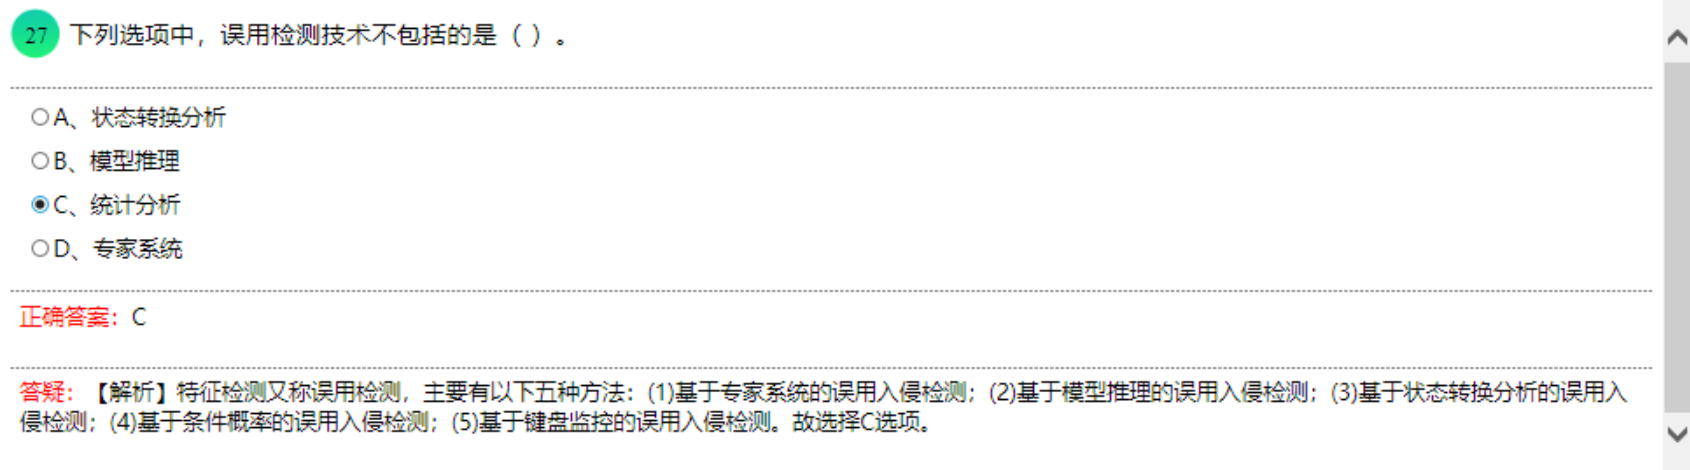 27 下列选项中，误用检测技术不包括的是（ ）。
A、状态转换分析
B、模型推理
C、统计分析
D、专家系统
正确答案：C
答疑：【解析】特征检测又称误用检测，主要有以下五种方法：(1)基于专家系统的误用入侵检测；(2)基于模型推理的误用入侵检测；(3)基于状态转换分析的误用入
侵检测；(4)基于条件概率的误用入侵检测；(5)基于键盘监控的误用入侵检测。故选择C选项。